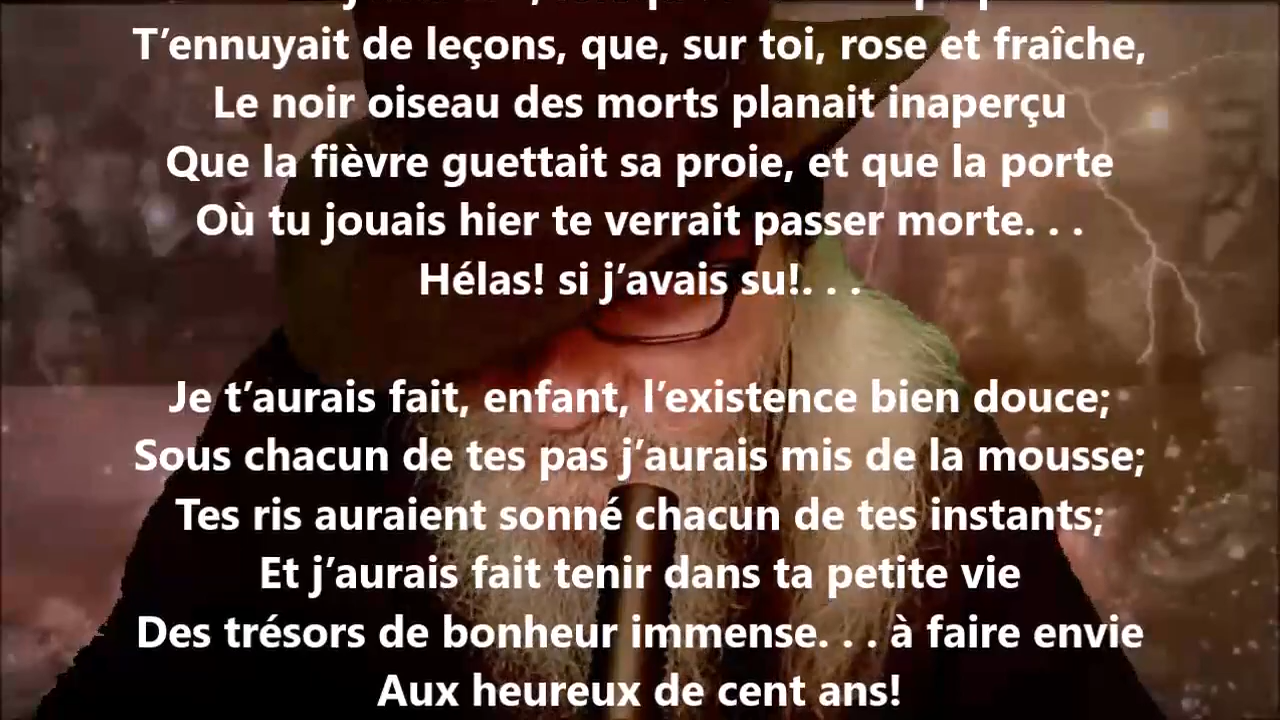 T’ennuyait de leçons, que, sur toi, rose et fraîche,
Le noir oiseau des morts planait inaperçu
Que la fièvre guettait sa proie, et que la porte
Où tu jouais hier te verrait passer morte. . .
Hélas! si j’avais su!. . .
Je t’aurais fait, enfant, l’existence bien douce;
Sous chacun de tes pas j’aurais mis de la mousse;
Tes ris auraient sonné chacun de tes instants;
Et j’aurais fait tenir dans ta petite vie
Des trésors de bonheur immense. . . à faire envie
Aux heureux de cent ans!